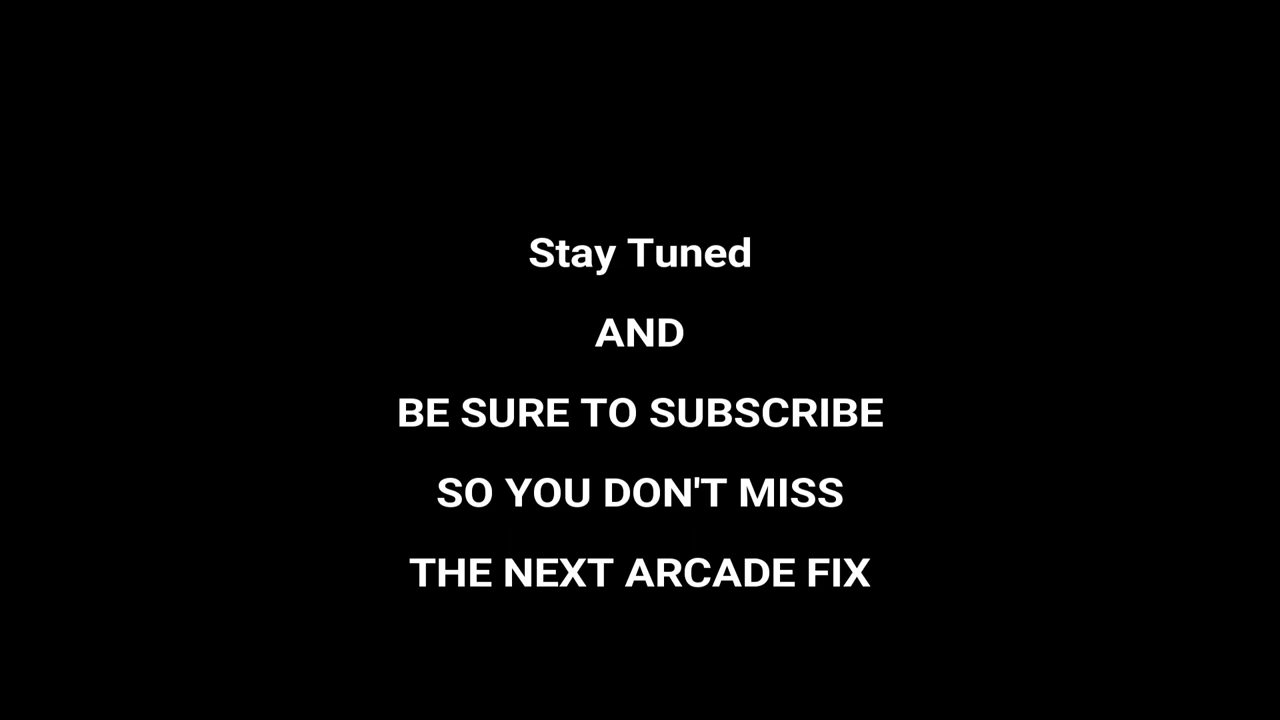 Stay Tuned
AND
BE SURE TO SUBSCRIBE
SO YOU DON'T MISS
THE NEXT ARCADE FIX